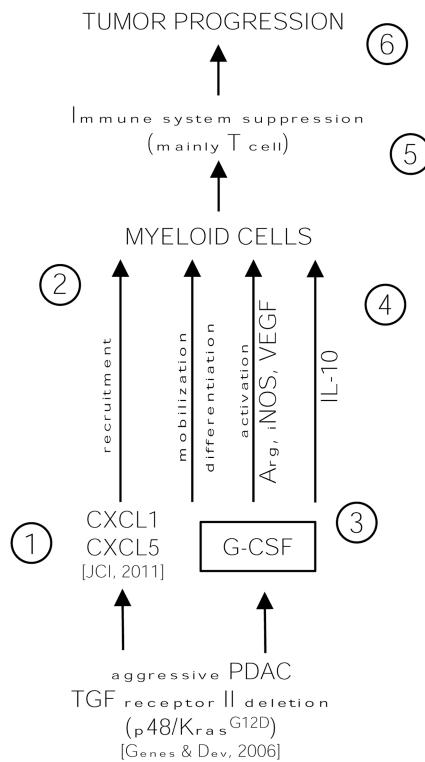 TUMOR PROGRESSION
6
Immune system suppression
(mainly T cell)
5
MYELOID CELLS
2
4
recruitment
mobilization
differentiation
activation
Arg, iNOS, VEGF
IL-10
1
CXCL1
CXCL5
[JCI, 2011]
G-CSF
3
aggressive PDAC
TGF receptor II deletion
(p48/Kras^G12D)
[Genes & Dev, 2006]